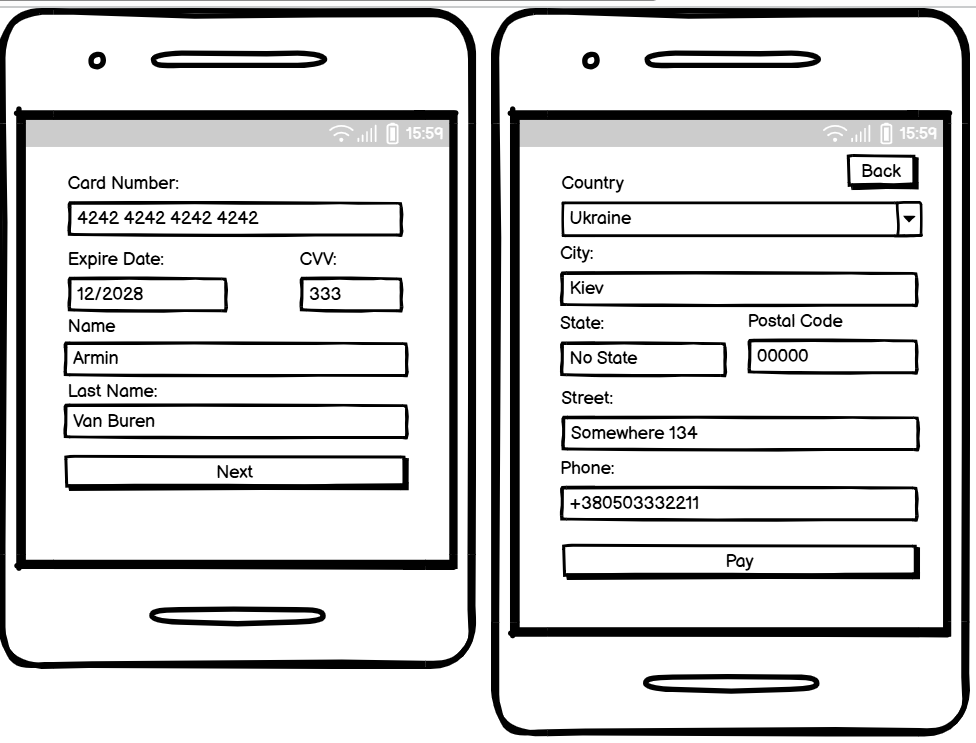 15:59
Card Number:
4242 4242 4242 4242
Expire Date: CVV:
12/2028 333
Name
Armin
Last Name:
Van Buren
Next
15:59
Back
Country
Ukraine
City:
Kiev
State: Postal Code
No State 00000
Street:
Somewhere 134
Phone:
+380503332211
Pay